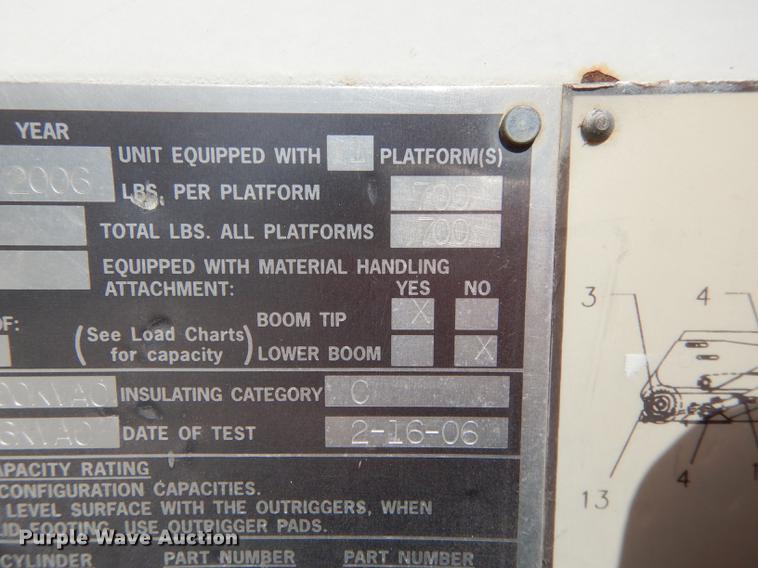 YEAR
UNIT EQUIPPED WITH 1 PLATFORM(S)
2006
LBS. PER PLATFORM 700
TOTAL LBS. ALL PLATFORMS 700
EQUIPPED WITH MATERIAL HANDLING
ATTACHMENT: YES NO
OF:
(See Load Charts for capacity)
BOOM TIP X
LOWER BOOM X
INSULATING CATEGORY C
DATE OF TEST 2-16-06
CAPACITY RATING
CONFIGURATION CAPACITIES.
LEVEL SURFACE WITH THE OUTRIGGERS, WHEN
FOOTING, USE OUTRIGGER PADS.
CYLINDER PART NUMBER PART NUMBER
3 4
4
13
Purple Wave Auction